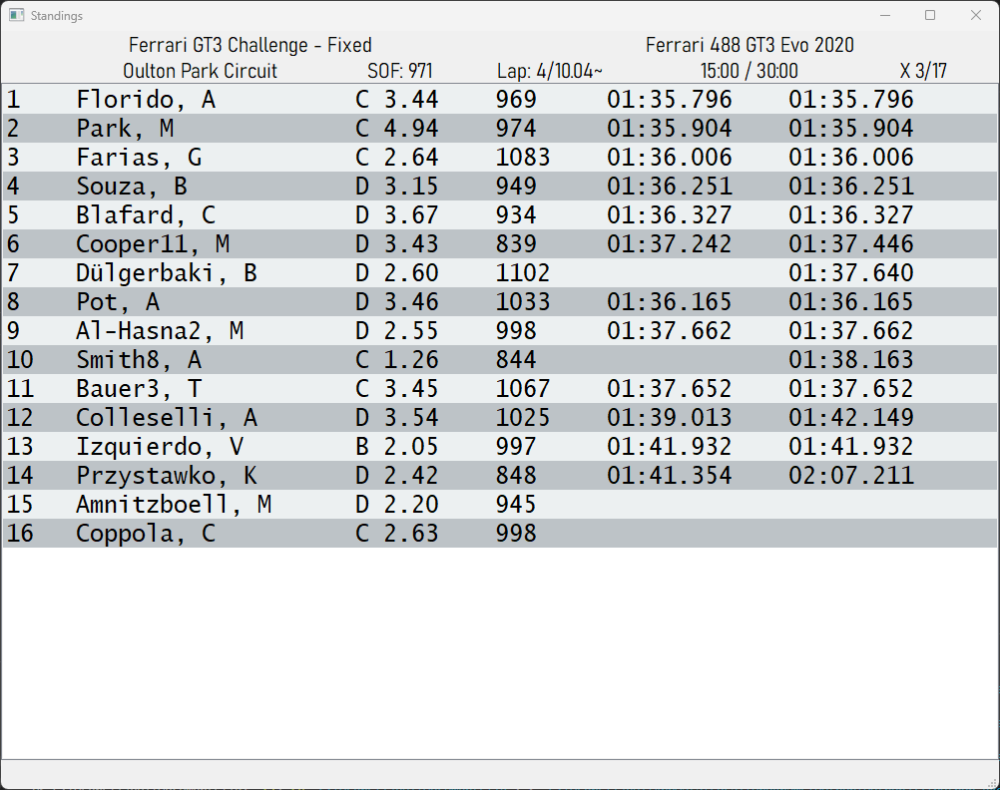 Standings
Ferrari GT3 Challenge - Fixed Ferrari 488 GT3 Evo 2020
Oulton Park Circuit SOF: 971 Lap: 4/10.04~ 15:00 / 30:00 X 3/17
1 Florido, A C 3.44 969 01:35.796 01:35.796
2 Park, M C 4.94 974 01:35.904 01:35.904
3 Farias, G C 2.64 1083 01:36.006 01:36.006
4 Souza, B D 3.15 949 01:36.251 01:36.251
5 Blafard, C D 3.67 934 01:36.327 01:36.327
6 Cooper11, M D 3.43 839 01:37.242 01:37.446
7 Dülgerbaki, B D 2.60 1102 01:37.640
8 Pot, A D 3.46 1033 01:36.165 01:36.165
9 Al-Hasna2, M D 2.55 998 01:37.662 01:37.662
10 Smith8, A C 1.26 844 01:38.163
11 Bauer3, T C 3.45 1067 01:37.652 01:37.652
12 Colleselli, A D 3.54 1025 01:39.013 01:42.149
13 Izquierdo, V B 2.05 997 01:41.932 01:41.932
14 Przystawko, K D 2.42 848 01:41.354 02:07.211
15 Amnitzboell, M D 2.20 945
16 Coppola, C C 2.63 998